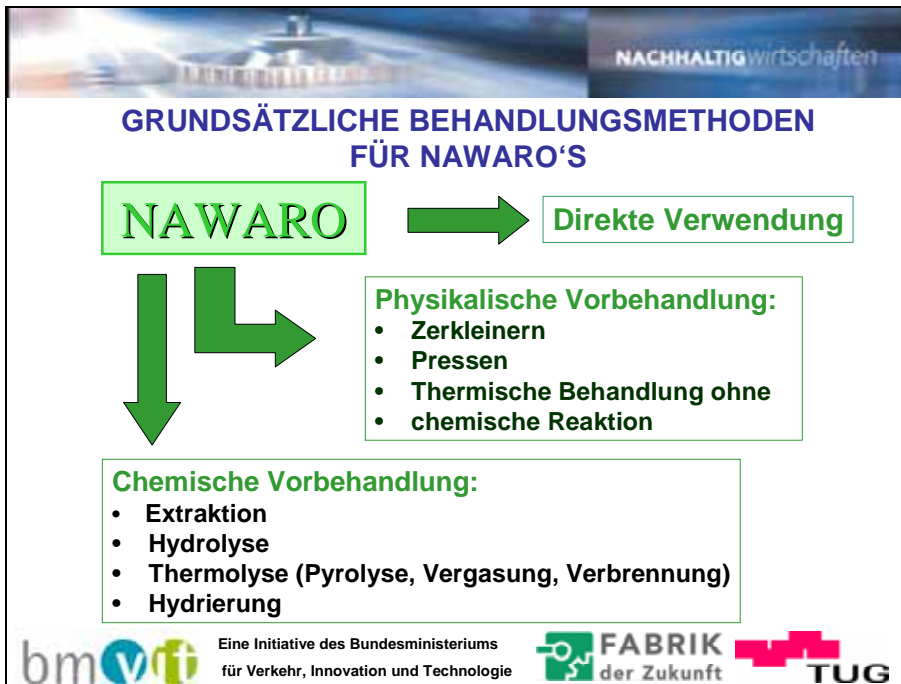 NACHHALTIGwirtschaften
GRUNDSÄTZLICHE BEHANDLUNGSMETHODEN
FÜR NAWARO‘S
NAWARO
Direkte Verwendung
Physikalische Vorbehandlung:
• Zerkleinern
• Pressen
• Thermische Behandlung ohne
• chemische Reaktion
Chemische Vorbehandlung:
• Extraktion
• Hydrolyse
• Thermolyse (Pyrolyse, Vergasung, Verbrennung)
• Hydrierung
bmvit
Eine Initiative des Bundesministeriums
für Verkehr, Innovation und Technologie
FABRIK
der Zukunft
TUG